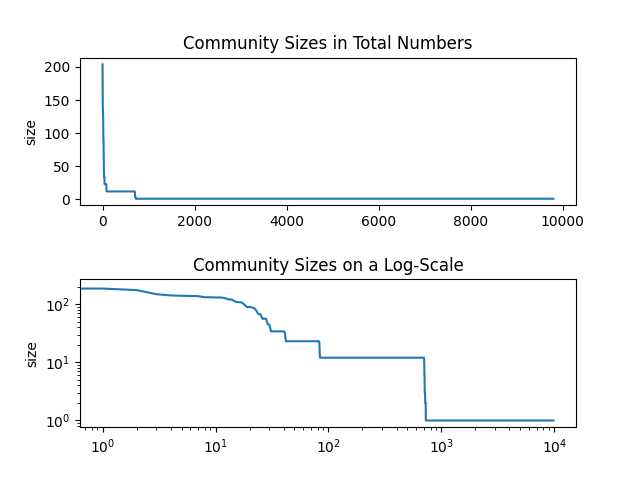 Community Sizes in Total Numbers
size
200
150
100
50
0
0 2000 4000 6000 8000 10000
Community Sizes on a Log-Scale
size
10²
10¹
10⁰
10⁰ 10¹ 10² 10³ 10⁴